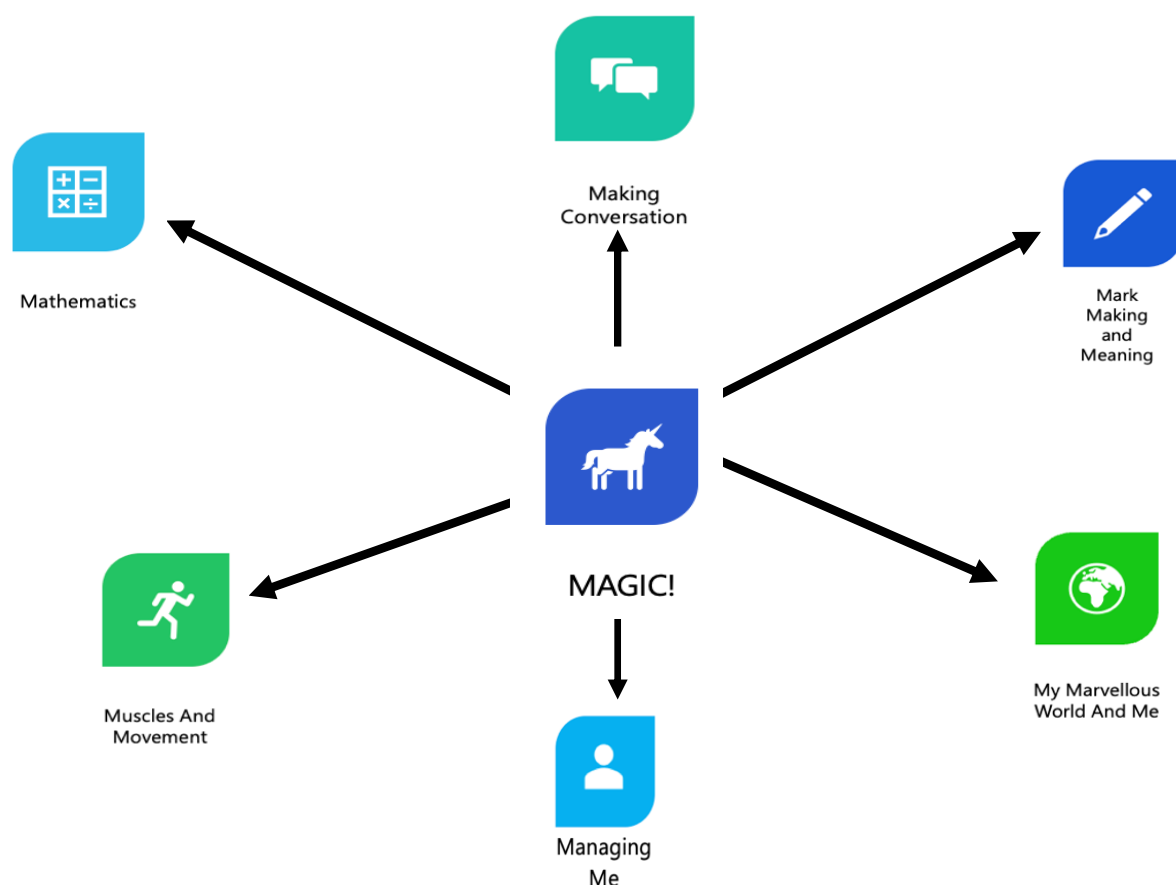 Making
Conversation
Mathematics
Mark
Making
and
Meaning
MAGIC!
Muscles And
Movement
My Marvellous
World And Me
Managing
Me